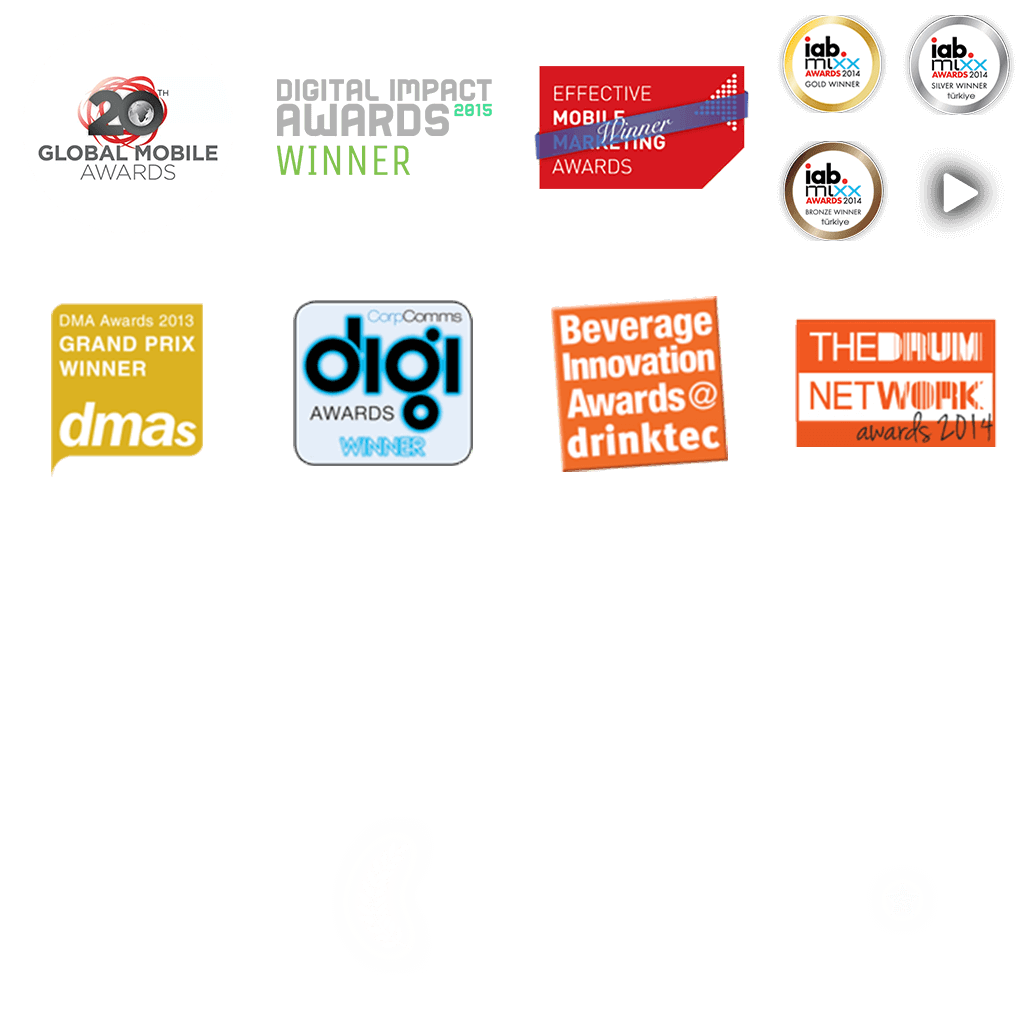 20TH
GLOBAL MOBILE
AWARDS
DIGITAL IMPACT
AWARDS 2015
WINNER
EFFECTIVE
MOBILE
MARKETING
AWARDS
Winner
iab.
mixx
AWARDS 2014
GOLD WINNER
iab.
mixx
AWARDS 2014
SILVER WINNER
türkiye
iab.
mixx
AWARDS 2014
BRONZE WINNER
türkiye
DMA Awards 2013
GRAND PRIX
WINNER
dmas
CorpComms
digi
AWARDS
WINNER
Beverage
Innovation
Awards @
drinktec
THE DRUM
NETWORK
awards 2014